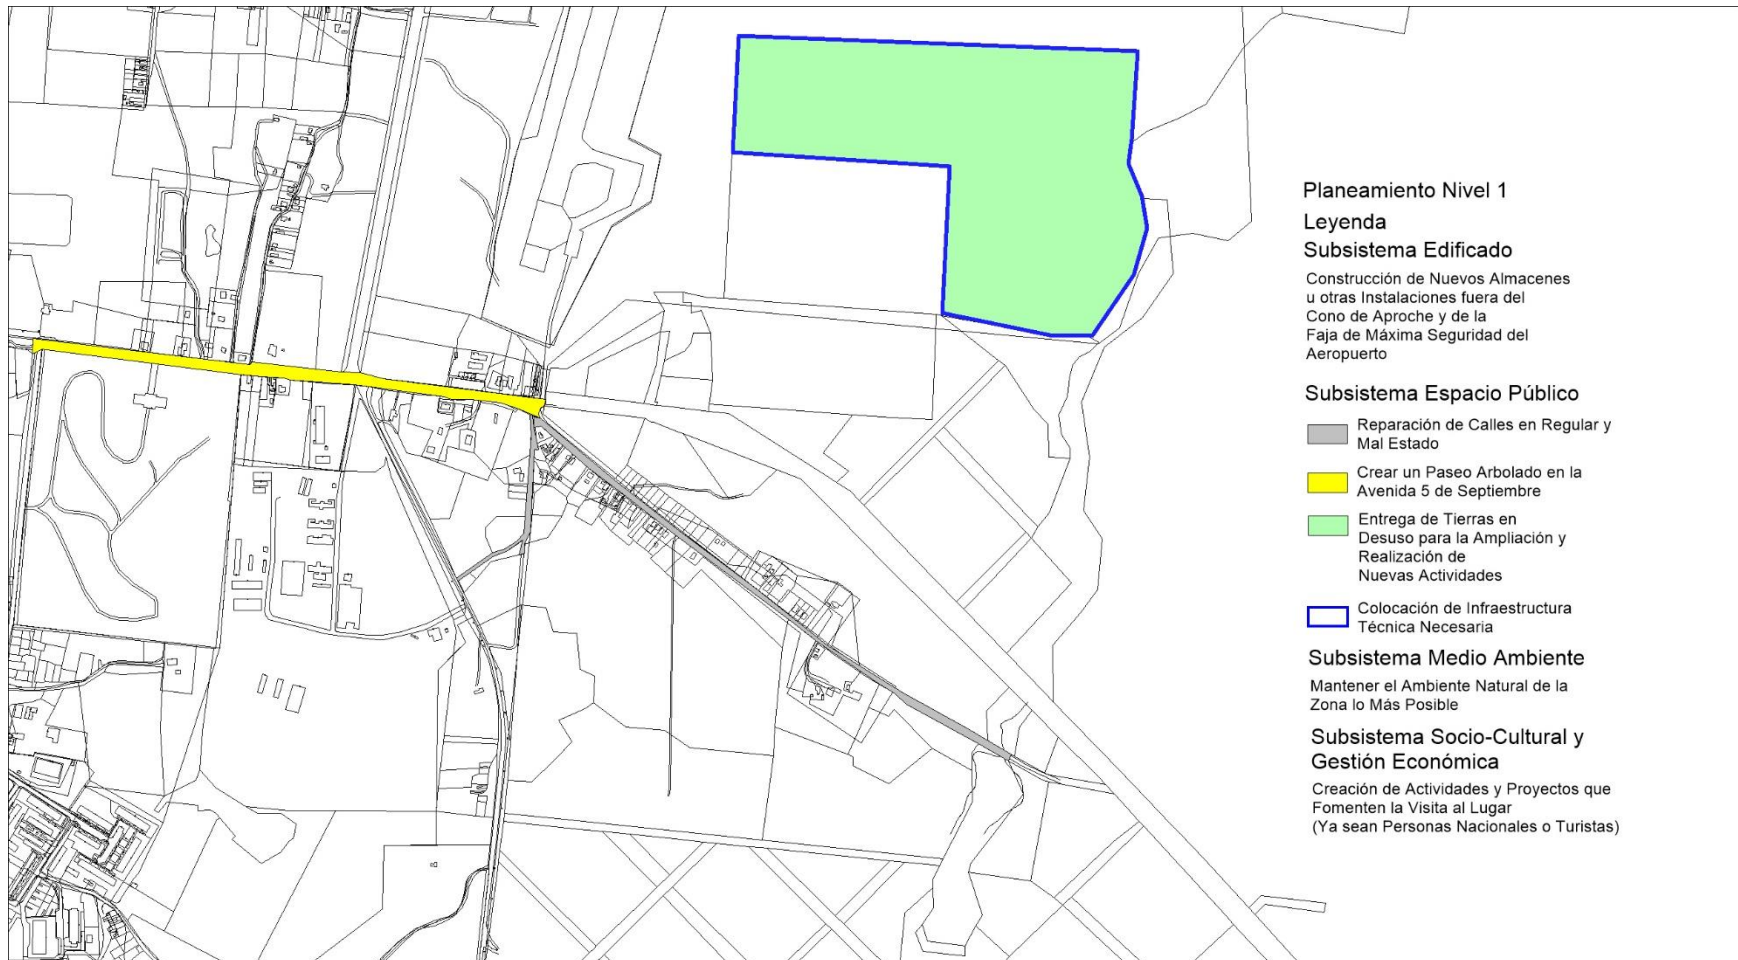 Planeamiento Nivel 1
Leyenda
Subsistema Edificado
Construcción de Nuevos Almacenes
u otras Instalaciones fuera del
Cono de Aproche y de la
Faja de Máxima Seguridad del
Aeropuerto
Subsistema Espacio Público
Reparación de Calles en Regular y
Mal Estado
Crear un Paseo Arbolado en la
Avenida 5 de Septiembre
Entrega de Tierras en
Desuso para la Ampliación y
Realización de
Nuevas Actividades
Colocación de Infraestructura
Técnica Necesaria
Subsistema Medio Ambiente
Mantener el Ambiente Natural de la
Zona lo Más Posible
Subsistema Socio-Cultural y
Gestión Económica
Creación de Actividades y Proyectos que
Fomenten la Visita al Lugar
(Ya sean Personas Nacionales o Turistas)